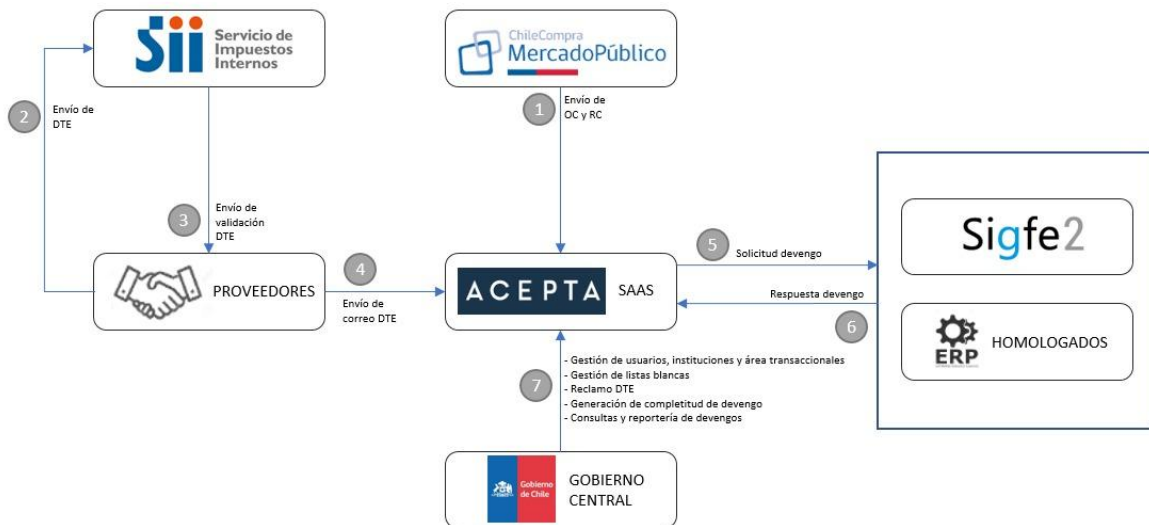 Sii Servicio de
Impuestos
Internos
ChileCompra
MercadoPúblico
2
Envío de
DTE
1
Envío de
OC y RC
3
Envío de
validación
DTE
PROVEEDORES
4
Envío de
correo DTE
ACEPTA SAAS
5
Solicitud devengo
Respuesta devengo
6
Sigfe2
ERP
HOMOLOGADOS
7
- Gestión de usuarios, instituciones y área transaccionales
- Gestión de listas blancas
- Reclamo DTE
- Generación de completitud de devengo
- Consultas y reportería de devengos
Gobierno
de Chile
GOBIERNO
CENTRAL